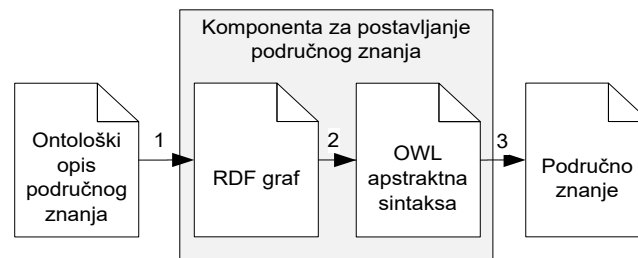 Komponenta za postavljanje
područnog znanja
Ontološki
opis
područnog
znanja
1
RDF graf
2
OWL
apstraktna
sintaksa
3
Područno
znanje